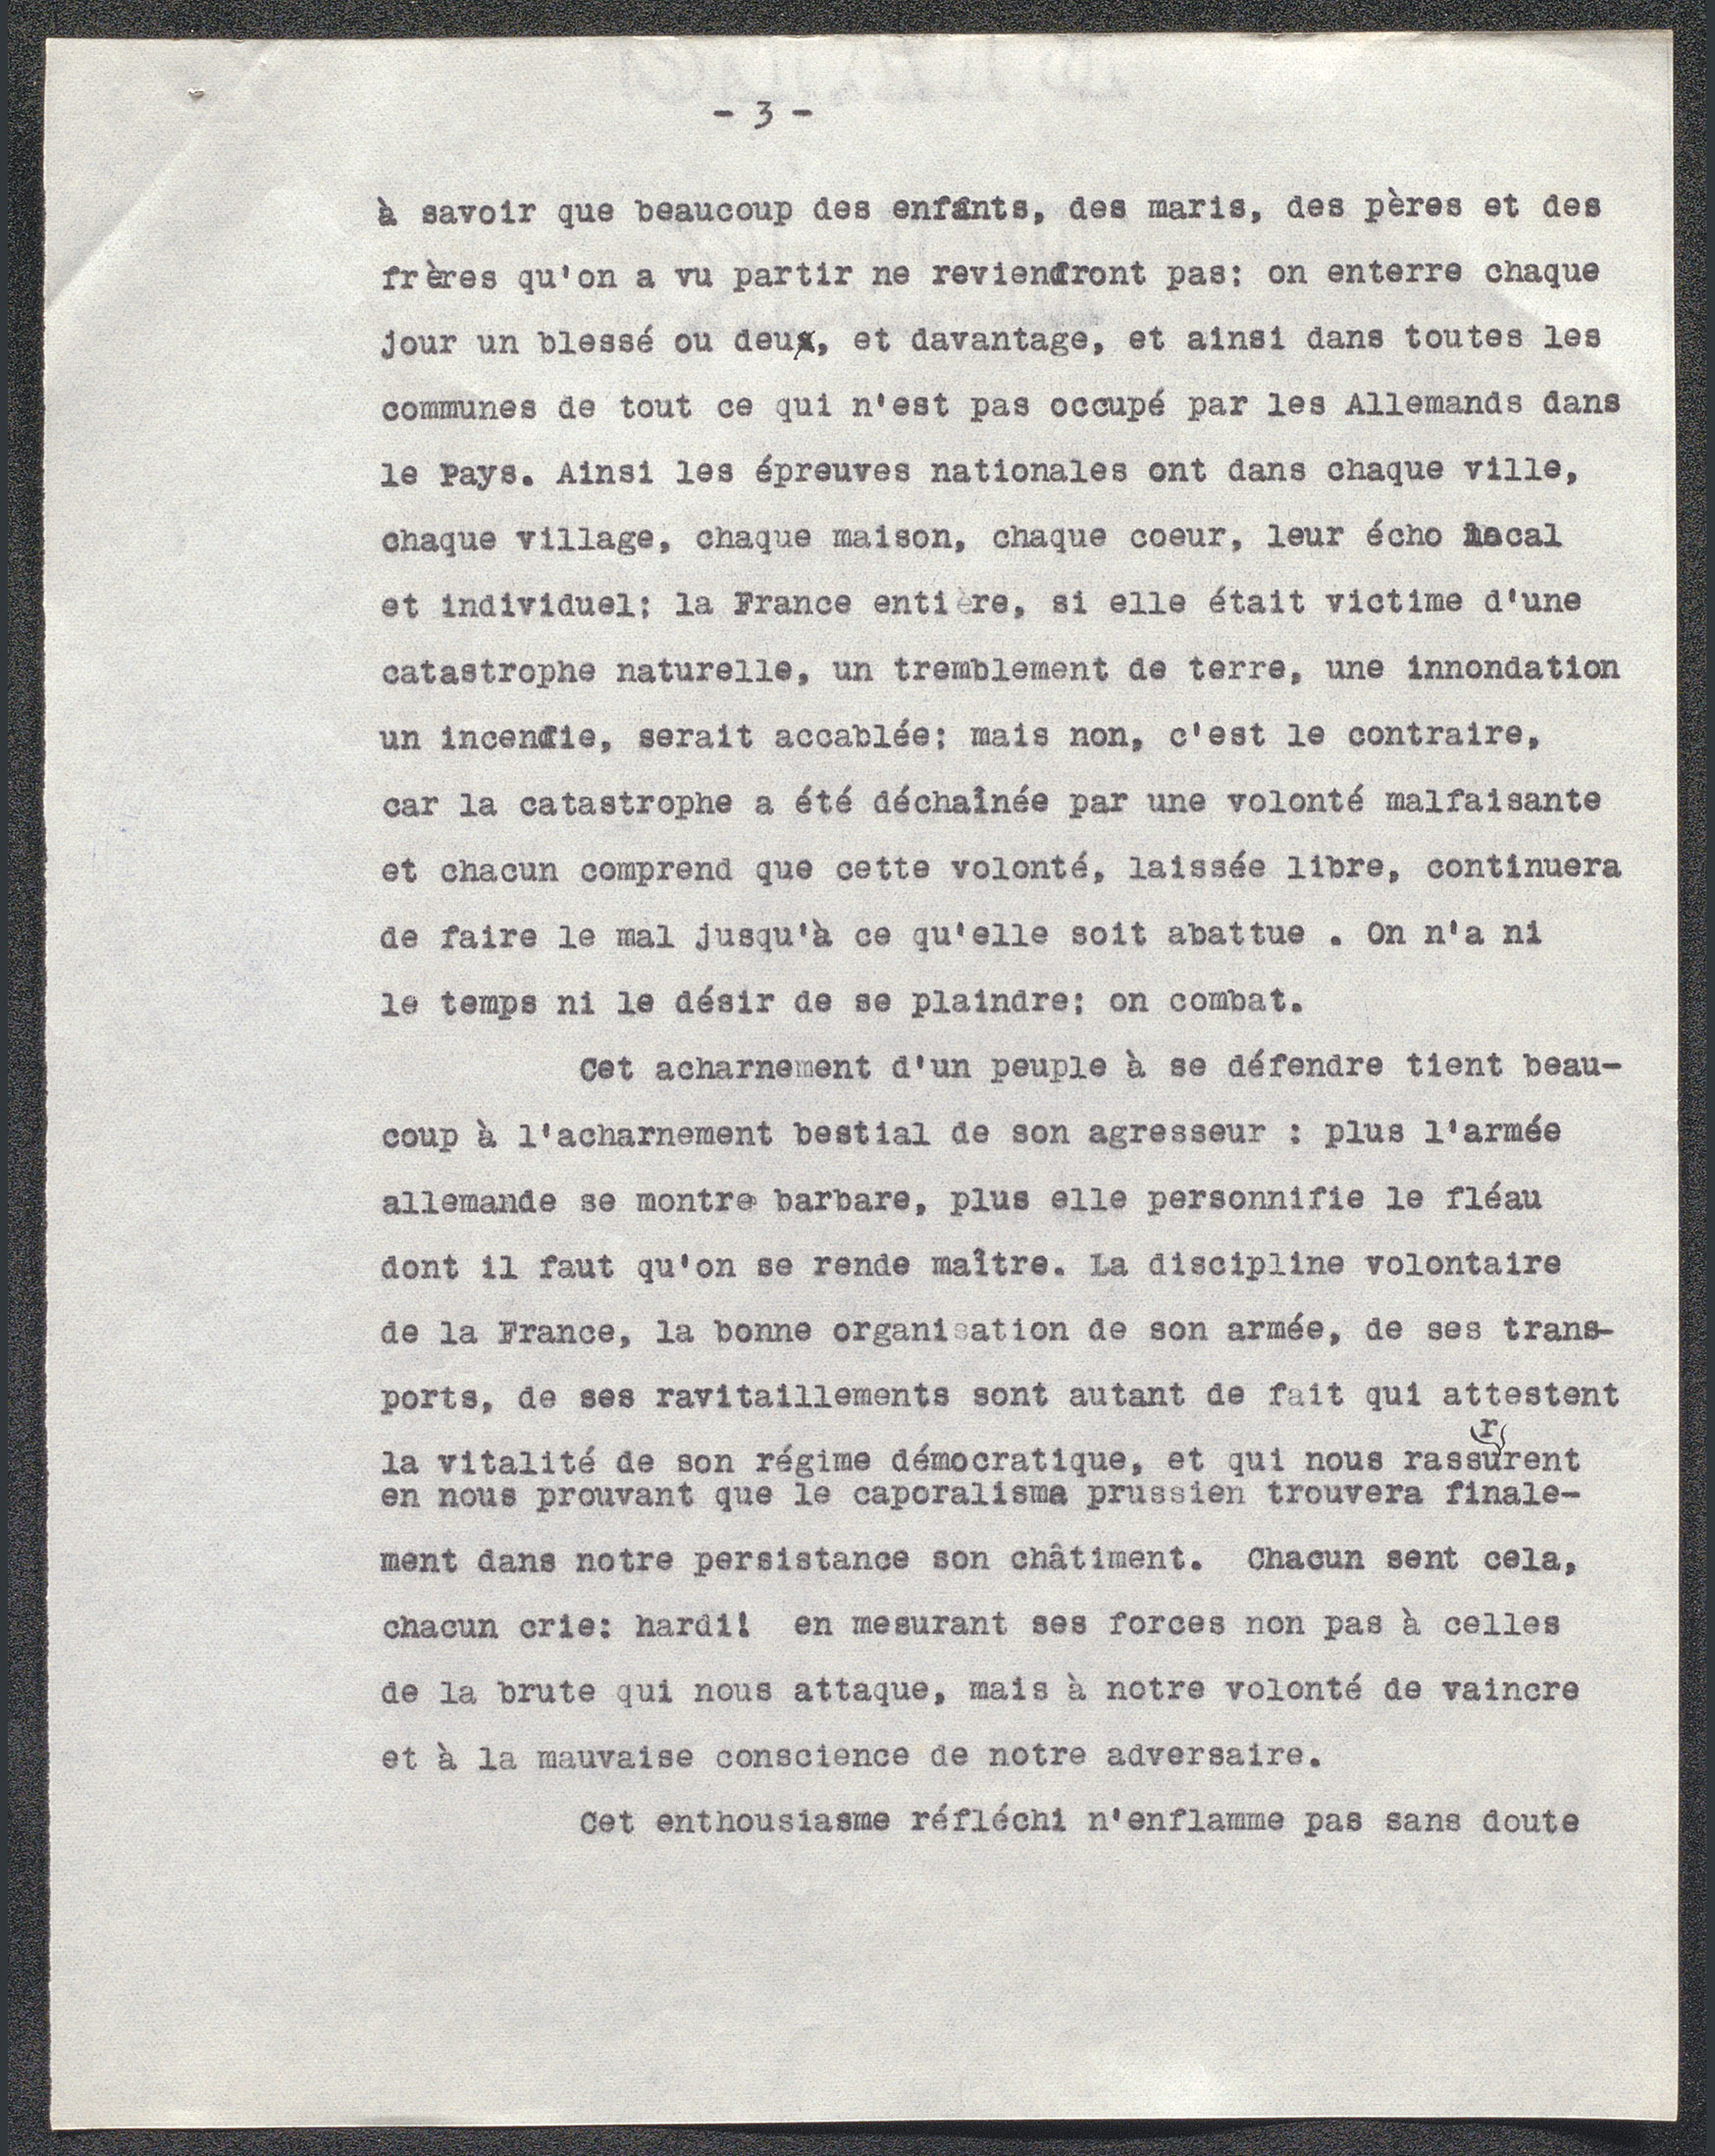 - 3 -
à savoir que beaucoup des enfants, des maris, des pères et des
frères qu'on a vu partir ne reviendront pas: on enterre chaque
jour un blessé ou deux, et davantage, et ainsi dans toutes les
communes de tout ce qui n'est pas occupé par les Allemands dans
le Pays. Ainsi les épreuves nationales ont dans chaque ville,
chaque village, chaque maison, chaque coeur, leur écho local
et individuel: la France entière, si elle était victime d'une
catastrophe naturelle, un tremblement de terre, une innondation
un incendie, serait accablée; mais non, c'est le contraire,
car la catastrophe a été déchaînée par une volonté malfaisante
et chacun comprend que cette volonté, laissée libre, continuera
de faire le mal jusqu'à ce qu'elle soit abattue . On n'a ni
le temps ni le désir de se plaindre; on combat.
Cet acharnement d'un peuple à se défendre tient beau-
coup à l'acharnement bestial de son agresseur : plus l'armée
allemande se montre barbare, plus elle personnifie le fléau
dont il faut qu'on se rende maître. La discipline volontaire
de la France, la bonne organisation de son armée, de ses trans-
ports, de ses ravitaillements sont autant de fait qui attestent
r
la vitalité de son régime démocratique, et qui nous rassurent
en nous prouvant que le caporalisme prussien trouvera finale-
ment dans notre persistance son châtiment. Chacun sent cela,
chacun crie: hardi! en mesurant ses forces non pas à celles
de la brute qui nous attaque, mais à notre volonté de vaincre
et à la mauvaise conscience de notre adversaire.
Cet enthousiasme réfléchi n'enflamme pas sans doute